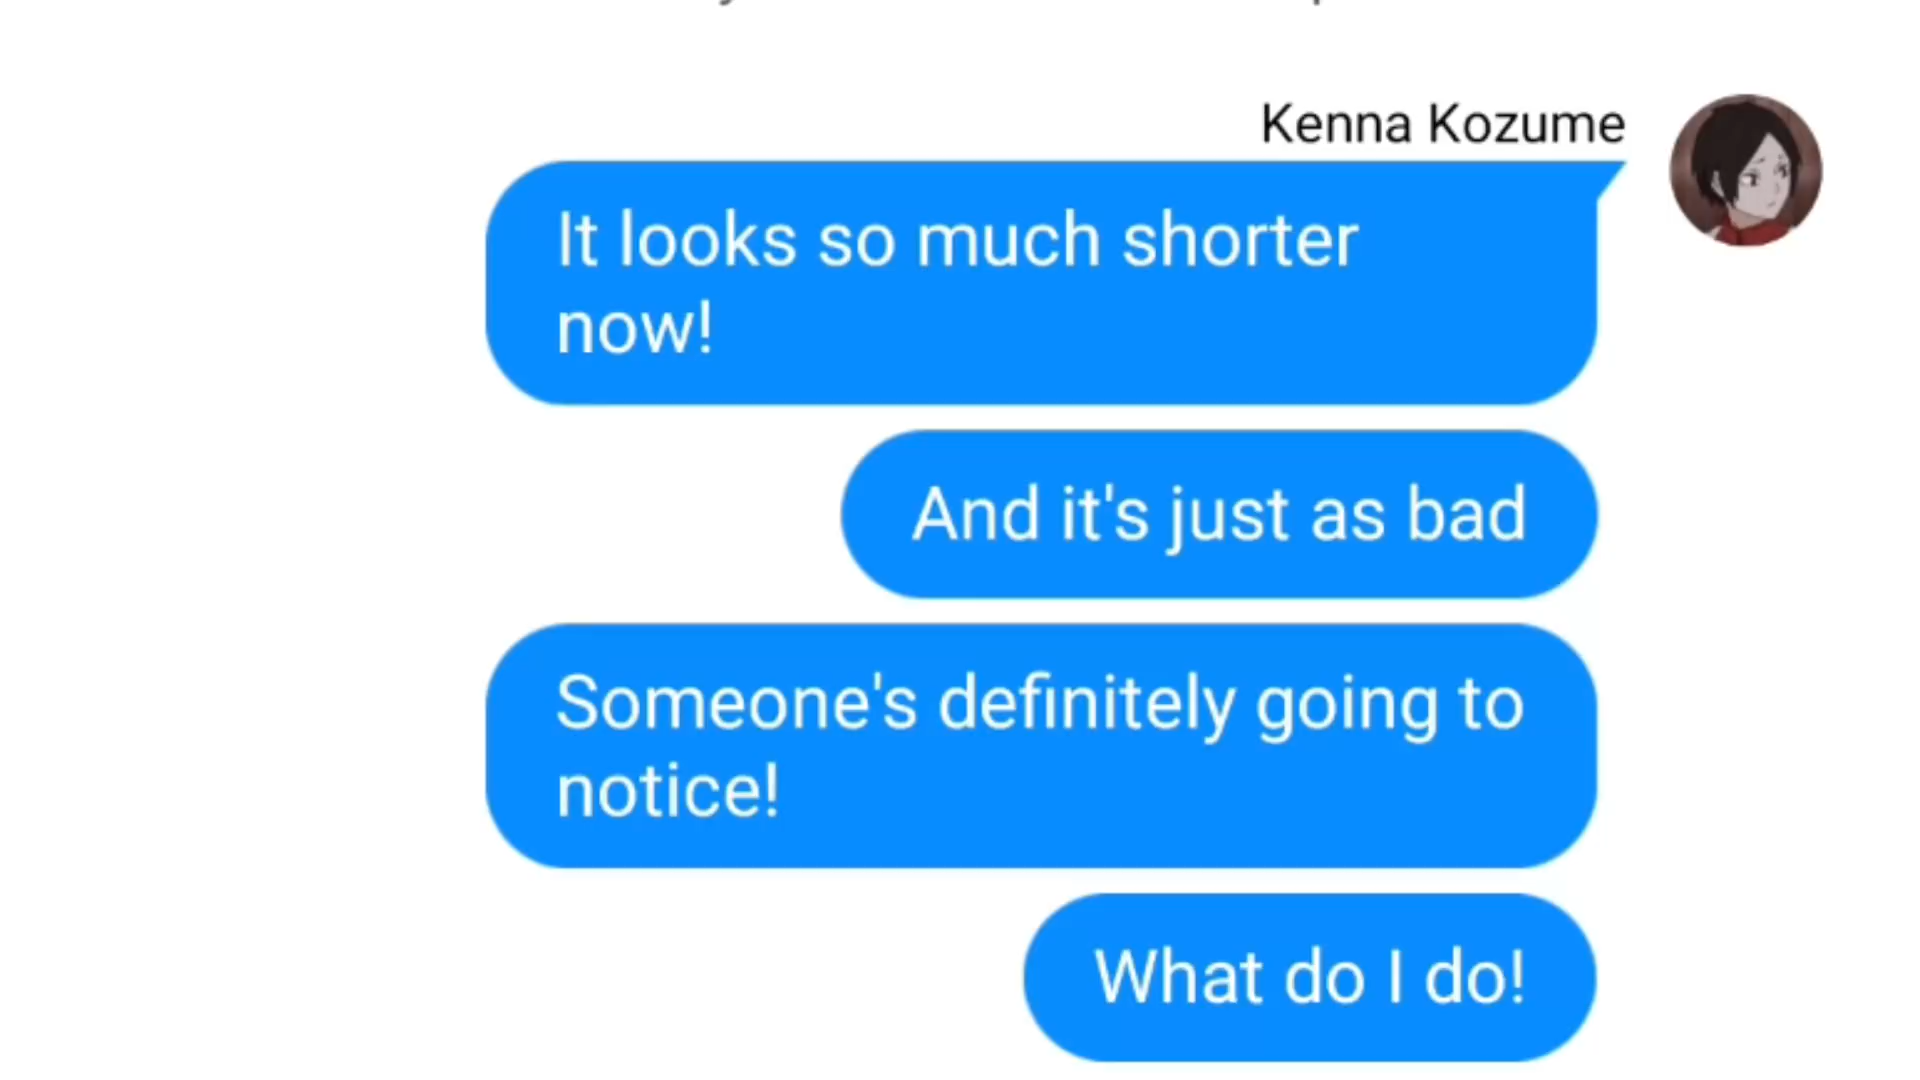 Kenna Kozume
It looks so much shorter
now!
And it's just as bad
Someone's definitely going to
notice!
What do I do!